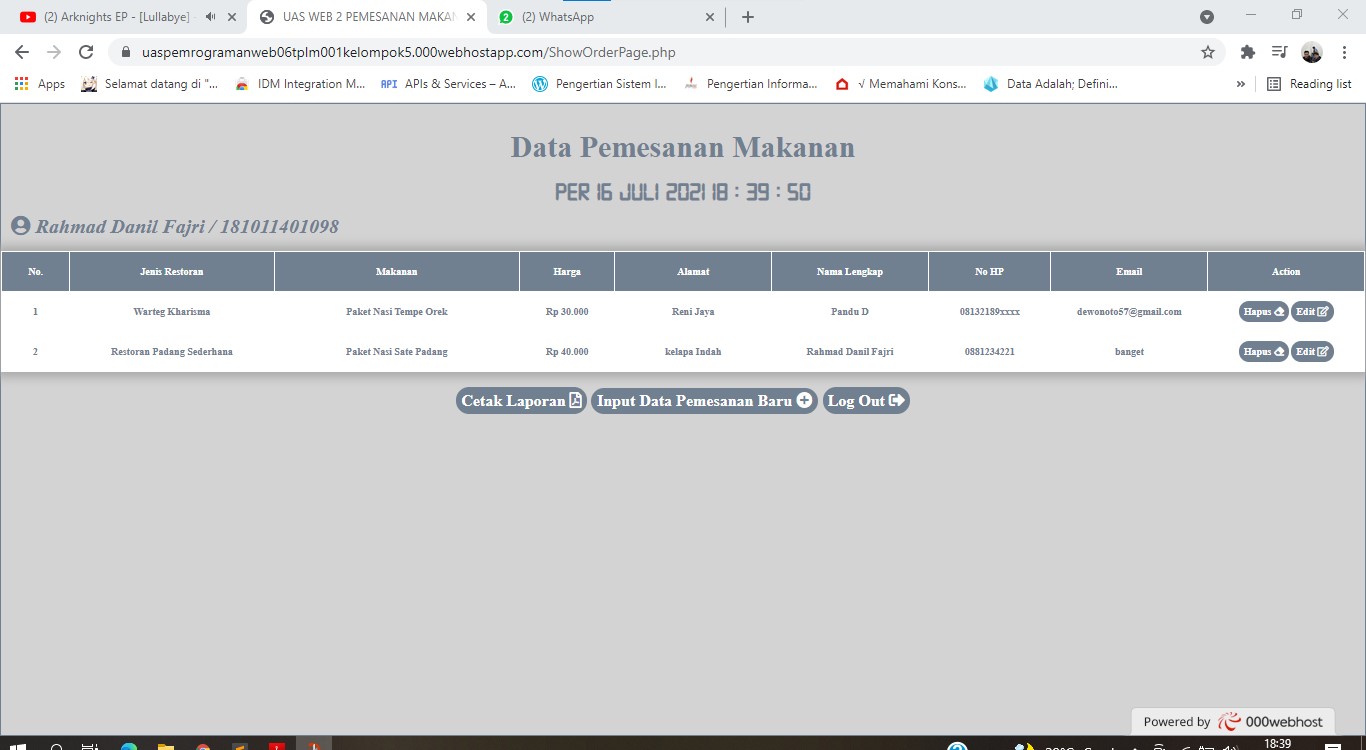 (2) Arknights EP - [Lullabye]
UAS WEB 2 PEMESANAN MAKAN
2 (2) WhatsApp
uaspemrogramanweb06tplm001kelompok5.000webhostapp.com/ShowOrderPage.php
Apps Selamat datang di "... IDM Integration M... API APIs & Services – A... Pengertian Sistem I... Pengertian Informa... √ Memahami Kons... Data Adalah; Defini... » Reading list
Data Pemesanan Makanan
PER 16 JULI 2021 18 : 39 : 50
Rahmad Danil Fajri / 181011401098
No. Jenis Restoran Makanan Harga Alamat Nama Lengkap No HP Email Action
1 Warteg Kharisma Paket Nasi Tempe Orek Rp 30.000 Reni Jaya Pandu D 08132189xxxx dewonoto57@gmail.com Hapus Edit
2 Restoran Padang Sederhana Paket Nasi Sate Padang Rp 40.000 kelapa Indah Rahmad Danil Fajri 0881234221 banget Hapus Edit
Cetak Laporan Input Data Pemesanan Baru Log Out
Powered by 000webhost
18:39